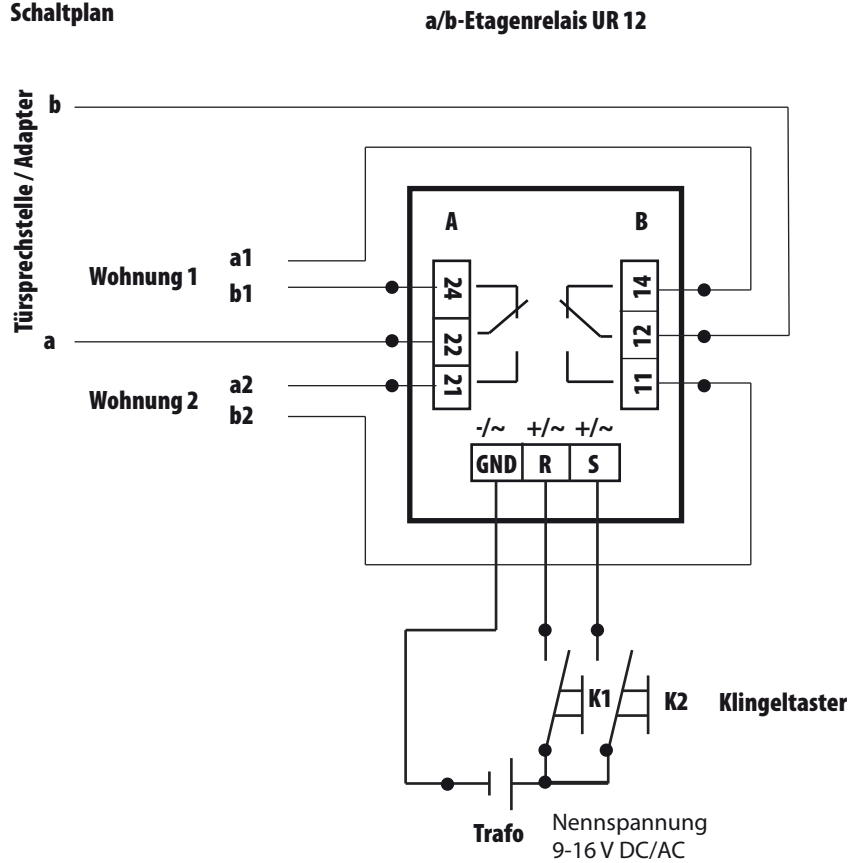 Schaltplan
a/b-Etagenrelais UR 12
Türsprechstelle / Adapter
b
A
B
a1
Wohnung 1
b1
24
14
22
12
a
21
11
a2
Wohnung 2
b2
-/~ +/~ +/~
GND R S
K1
K2
Klingeltaster
Trafo
Nennspannung
9-16 V DC/AC